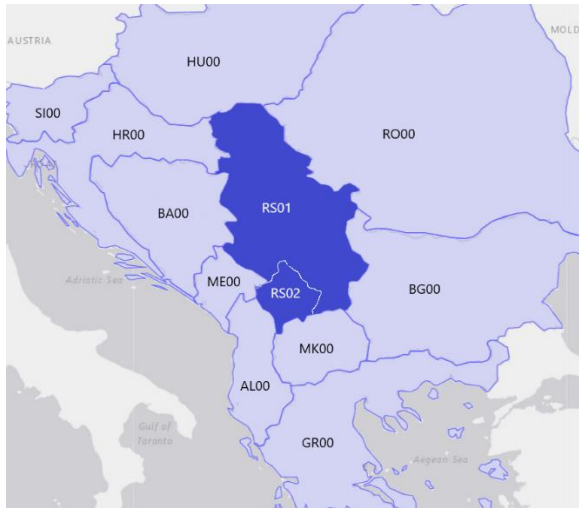 AUSTRIA
MOLD
HU00
SI00
HR00
RO00
BA00
RS01
Adriatic Sea
ME00
RS02
BG00
MK00
AL00
Gulf of
Taranto
GR00
Aegean Sea